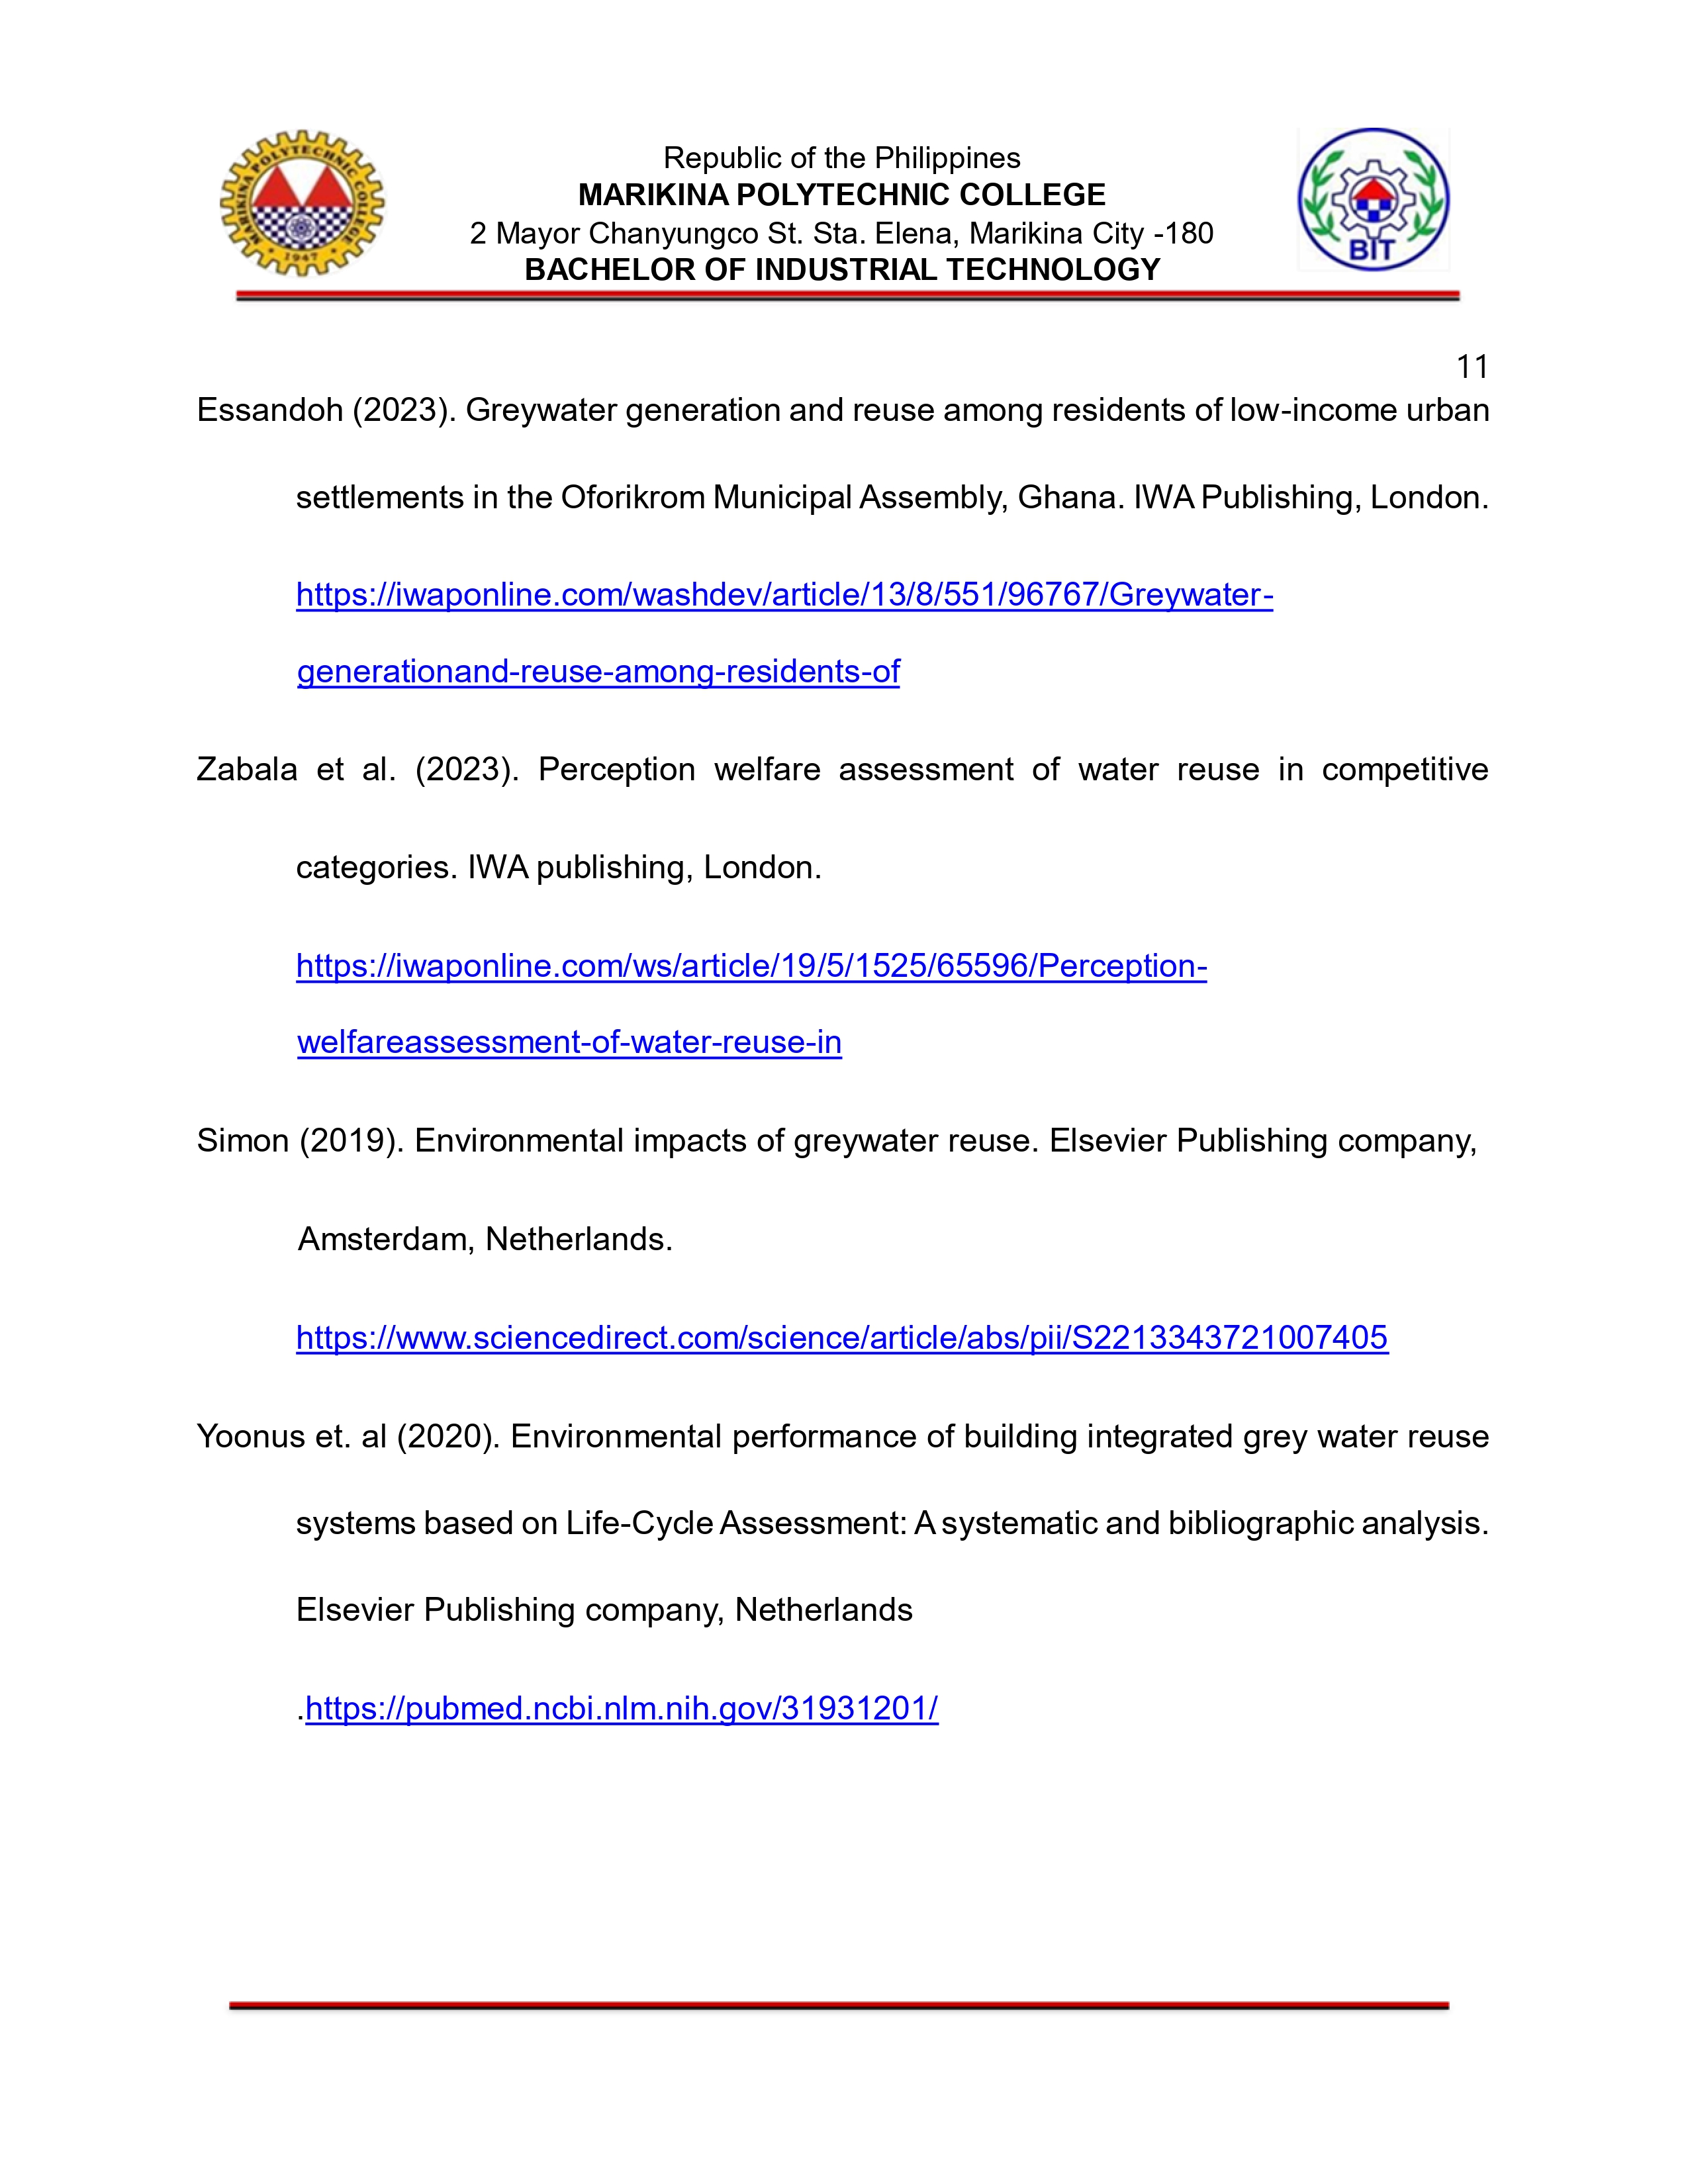 MARIKINA POLYTECHNIC COLLEGE
1947
Republic of the Philippines
MARIKINA POLYTECHNIC COLLEGE
2 Mayor Chanyungco St. Sta. Elena, Marikina City -180
BACHELOR OF INDUSTRIAL TECHNOLOGY
BIT
11
Essandoh (2023). Greywater generation and reuse among residents of low-income urban
settlements in the Oforikrom Municipal Assembly, Ghana. IWA Publishing, London.
https://iwaponline.com/washdev/article/13/8/551/96767/Greywater-
generationand-reuse-among-residents-of
Zabala et al. (2023). Perception welfare assessment of water reuse in competitive
categories. IWA publishing, London.
https://iwaponline.com/ws/article/19/5/1525/65596/Perception-
welfareassessment-of-water-reuse-in
Simon (2019). Environmental impacts of greywater reuse. Elsevier Publishing company,
Amsterdam, Netherlands.
https://www.sciencedirect.com/science/article/abs/pii/S2213343721007405
Yoonus et. al (2020). Environmental performance of building integrated grey water reuse
systems based on Life-Cycle Assessment: A systematic and bibliographic analysis.
Elsevier Publishing company, Netherlands
.https://pubmed.ncbi.nlm.nih.gov/31931201/